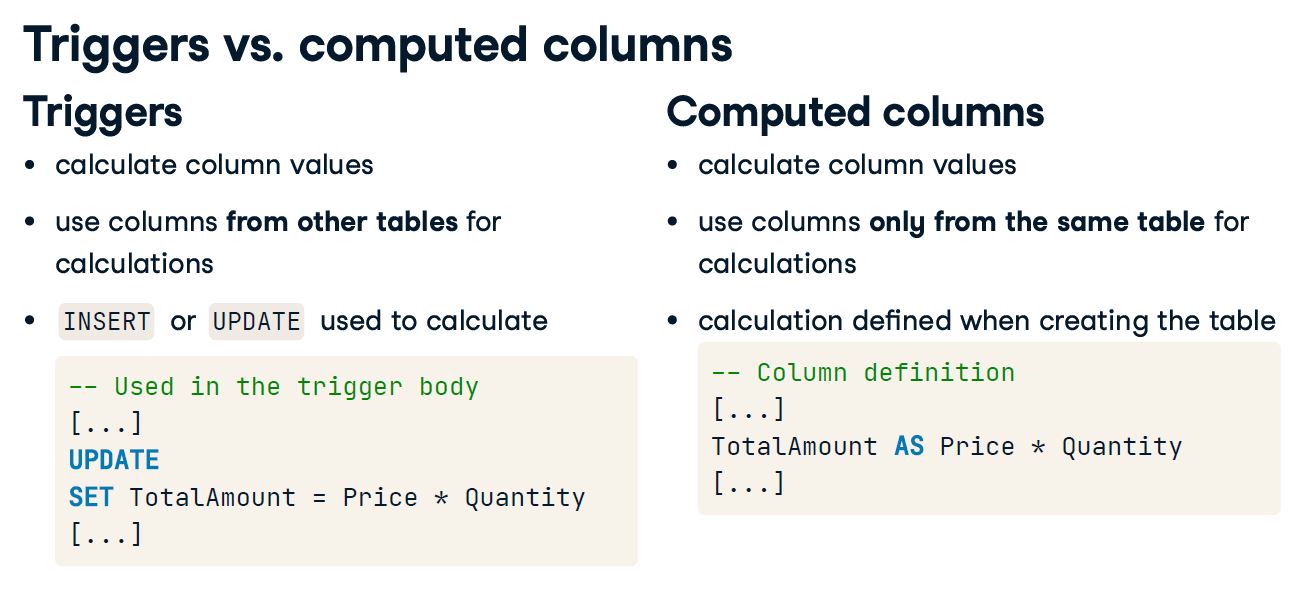 Triggers vs. computed columns
Triggers
• calculate column values
• use columns from other tables for
calculations
• INSERT or UPDATE used to calculate
-- Used in the trigger body
[...]
UPDATE
SET TotalAmount = Price * Quantity
[...]
Computed columns
• calculate column values
• use columns only from the same table for
calculations
• calculation defined when creating the table
-- Column definition
[...]
TotalAmount AS Price * Quantity
[...]